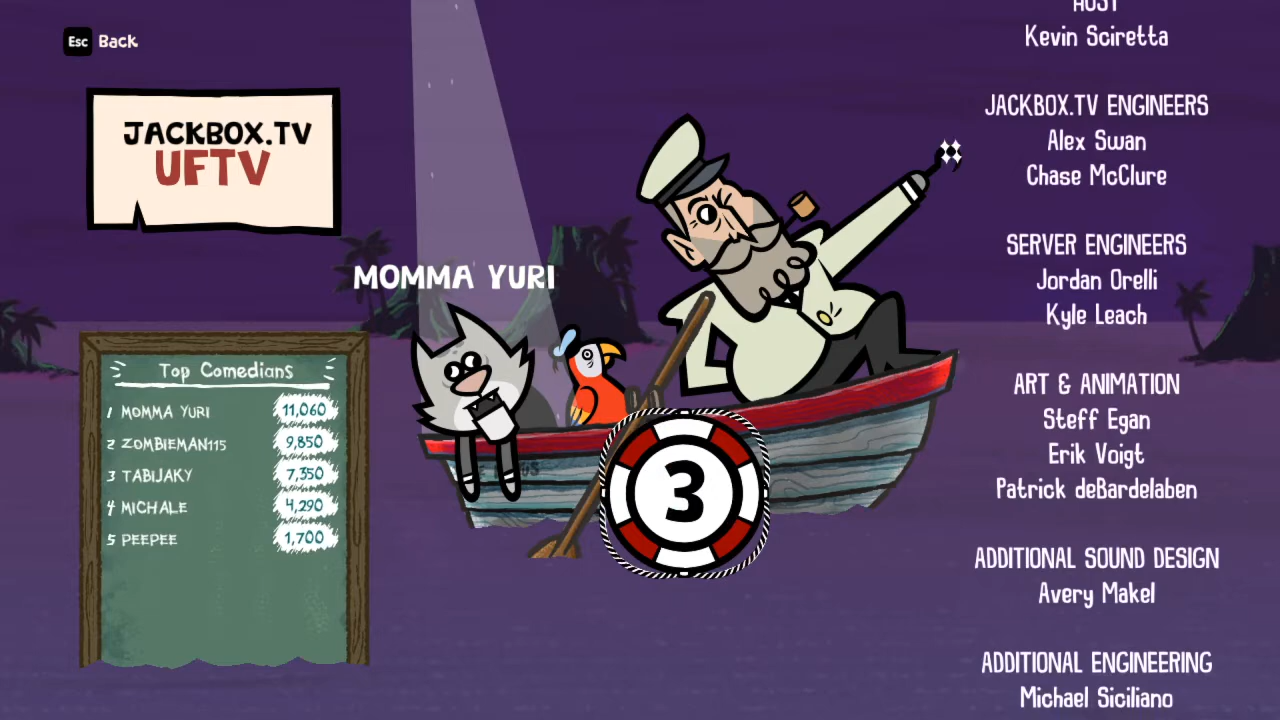 Esc Back
JACKBOX.TV
UFTV
MOMMA YURI
Top Comedians
1 MOMMA YURI 11,060
2 ZOMBIEMAN115 9,850
3 TABIJAKY 7,350
4 MICHALE 4,290
5 PEEPEE 1,700
3
HOST
Kevin Sciretta
JACKBOX.TV ENGINEERS
Alex Swan
Chase McClure
SERVER ENGINEERS
Jordan Orelli
Kyle Leach
ART & ANIMATION
Steff Egan
Erik Voigt
Patrick deBardelaben
ADDITIONAL SOUND DESIGN
Avery Makel
ADDITIONAL ENGINEERING
Michael Siciliano